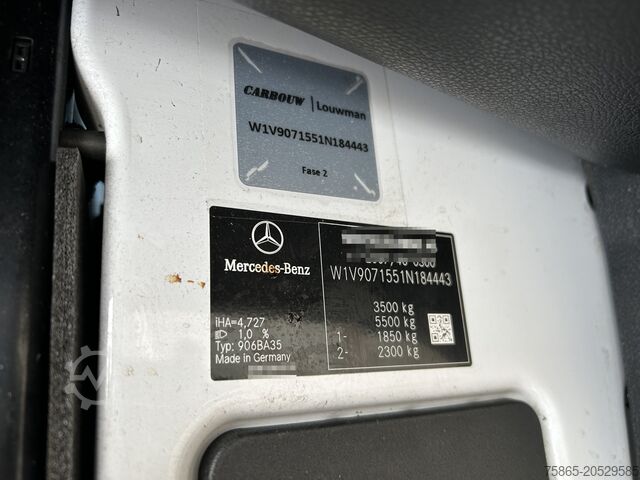 CARBOUW | Louwman
W1V9071551N184443
Fase 2
Mercedes-Benz
W1V9071551N184443
3500 kg
5500 kg
1- 1850 kg
2- 2300 kg
iHA=4,727
1,0 %
Typ: 906BA35
Made in Germany
75865-20529585